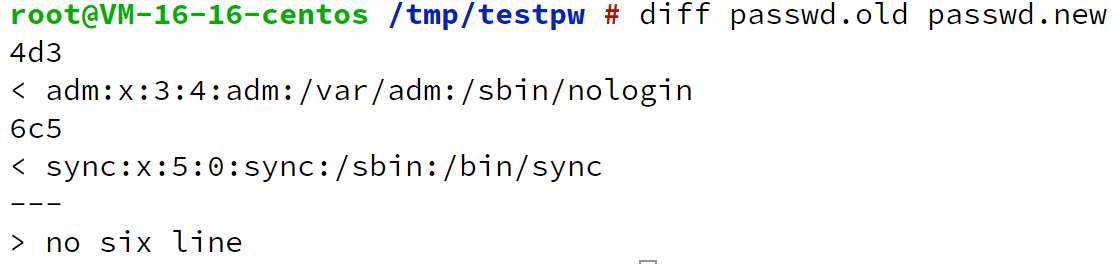 root@VM-16-16-centos /tmp/testpw # diff passwd.old passwd.new
4d3
< adm:x:3:4:adm:/var/adm:/sbin/nologin
6c5
< sync:x:5:0:sync:/sbin:/bin/sync
---
> no six line